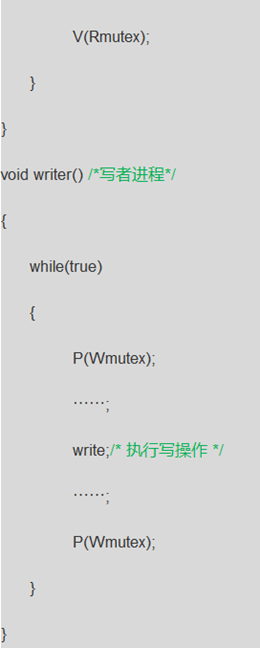 V(Rmutex);
}
}
void writer() /*写者进程*/
{
while(true)
{
P(Wmutex);
……;
write;/* 执行写操作 */
……;
P(Wmutex);
}
}